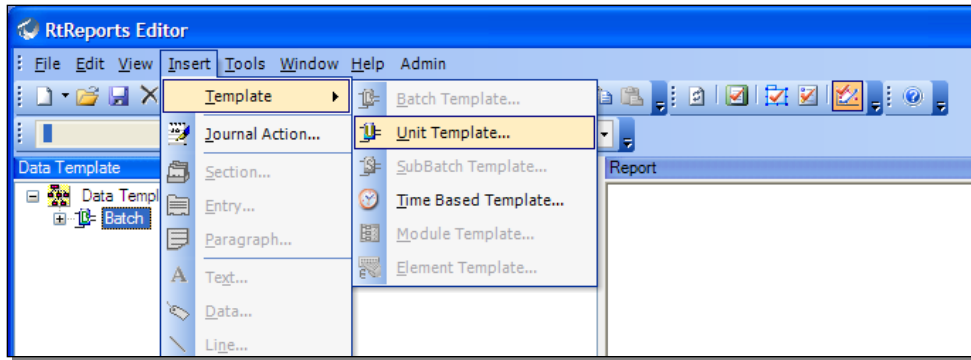 RtReports Editor
File Edit View Insert Tools Window Help Admin
Template
Journal Action...
Section...
Entry...
Paragraph...
Text...
Data...
Line...
Batch Template...
Unit Template...
SubBatch Template...
Time Based Template...
Module Template...
Element Template...
Data Template
Data Templ
Batch
Report